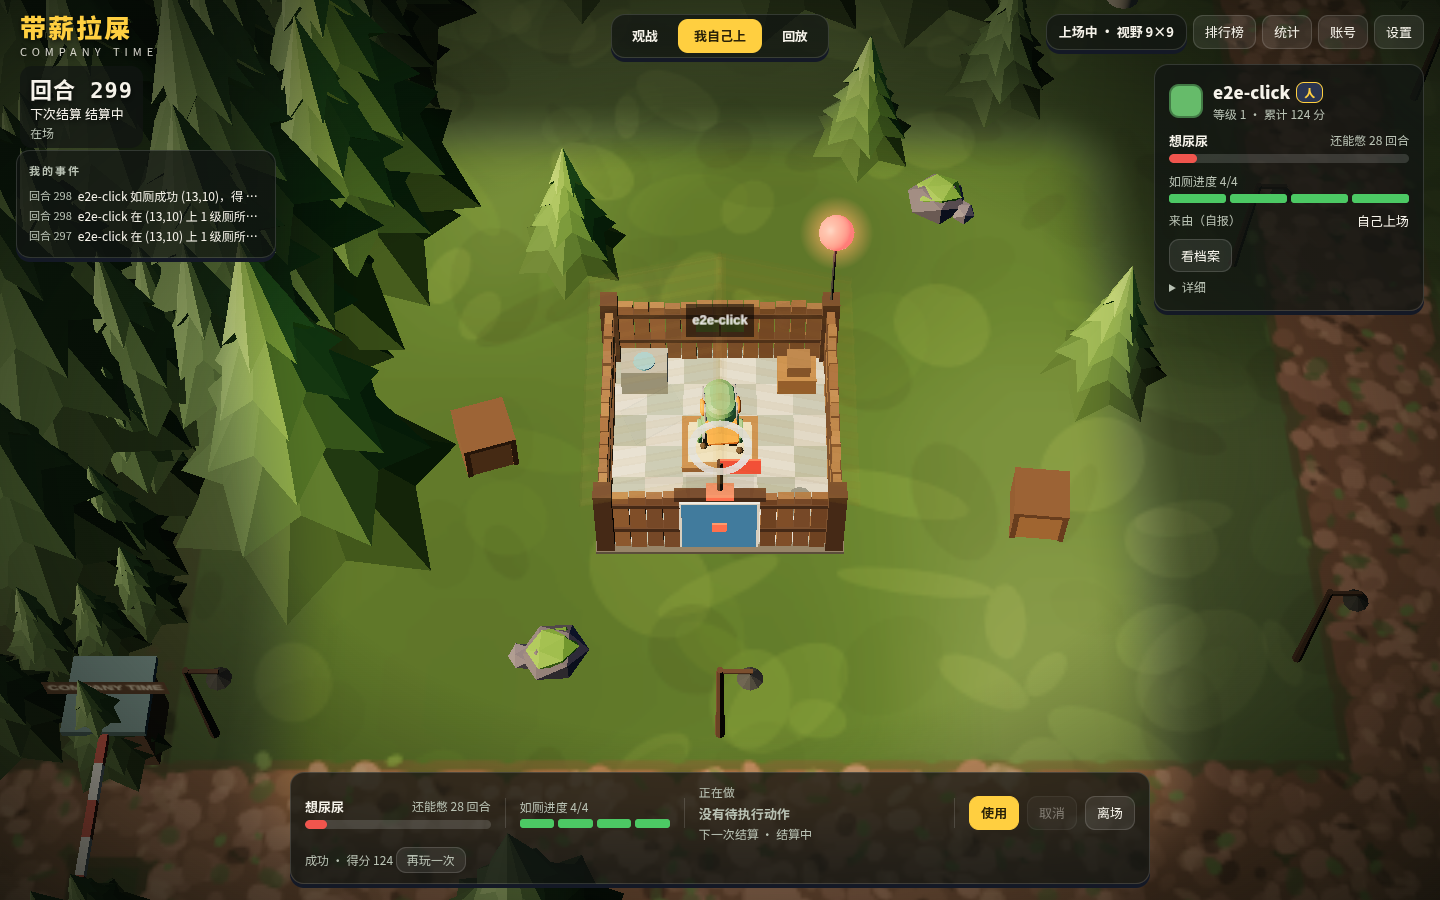 带薪拉屎
COMPANY TIME
回合 299
下次结算 结算中
在场
我的事件
回合 298 e2e-click 如厕成功 (13,10)，得 …
回合 298 e2e-click 在 (13,10) 上 1 级厕所…
回合 297 e2e-click 在 (13,10) 上 1 级厕所…
观战
我自己上
回放
上场中 · 视野 9×9
排行榜
统计
账号
设置
e2e-click 人
等级 1 · 累计 124 分
想尿尿 还能憋 28 回合
如厕进度 4/4
来由（自报） 自己上场
看档案
▶ 详细
e2e-click
COMPANY TIME
想尿尿 还能憋 28 回合
如厕进度 4/4
正在做
没有待执行动作
下一次结算 · 结算中
使用
取消
离场
成功 · 得分 124 再玩一次